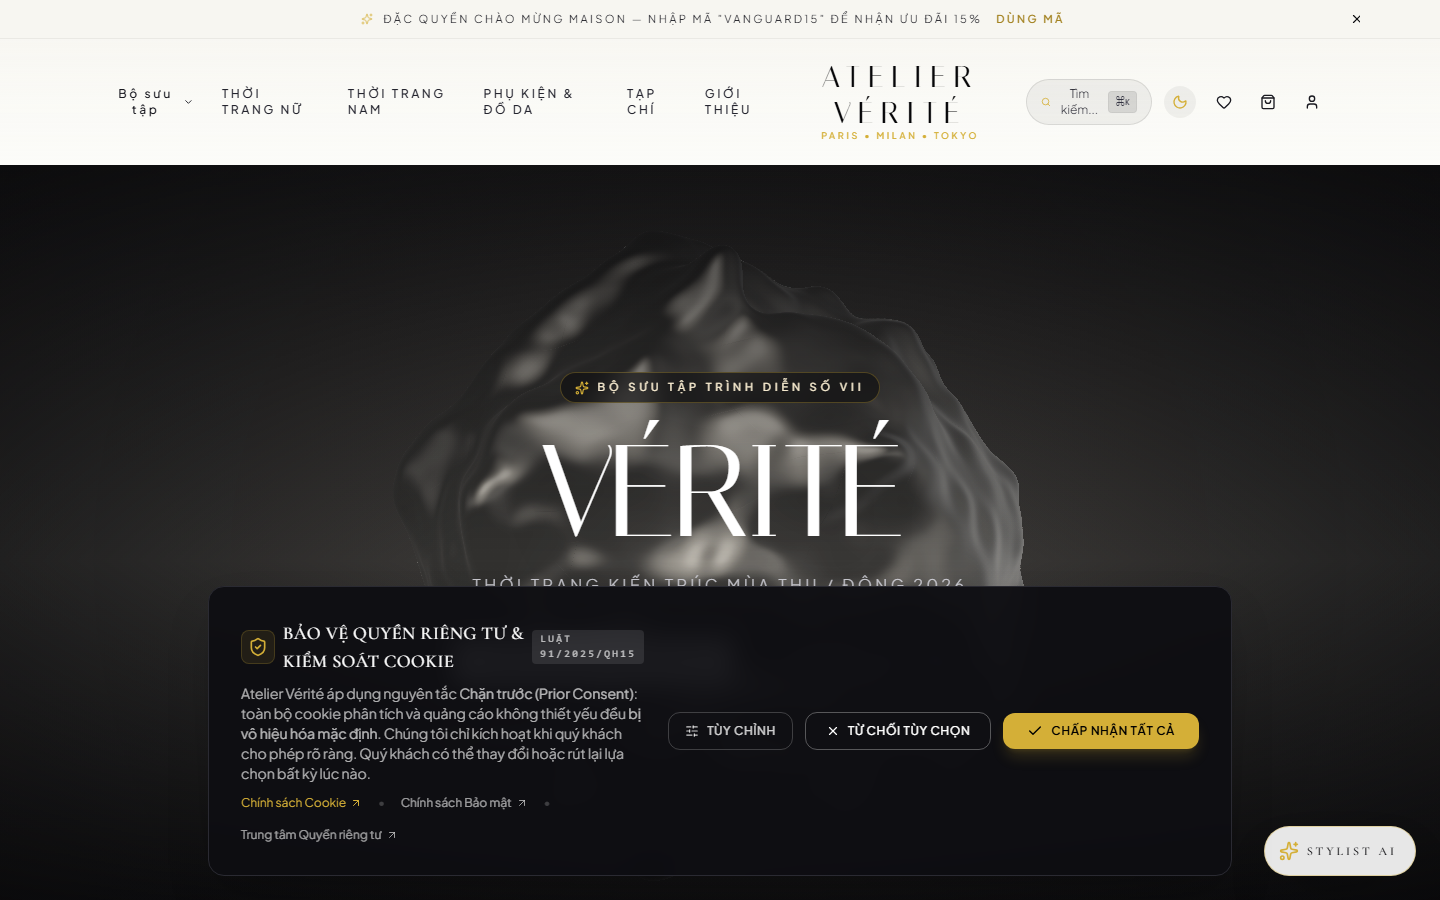 ĐẶC QUYỀN CHÀO MỪNG MAISON — NHẬP MÃ "VANGUARD15" ĐỂ NHẬN ƯU ĐÃI 15% DÙNG MÃ
Bộ sưu tập
THỜI TRANG NỮ
THỜI TRANG NAM
PHỤ KIỆN & ĐỒ DA
TẠP CHÍ
GIỚI THIỆU
ATELIER
VÉRITÉ
PARIS • MILAN • TOKYO
Tìm kiếm...
⌘K
BỘ SƯU TẬP TRÌNH DIỄN SỐ VII
VÉRITÉ
THỜI TRANG KIẾN TRÚC MÙA THU / ĐÔNG 2026
BẢO VỆ QUYỀN RIÊNG TƯ &
KIỂM SOÁT COOKIE
LUẬT
91/2025/QH15
Atelier Vérité áp dụng nguyên tắc Chặn trước (Prior Consent):
toàn bộ cookie phân tích và quảng cáo không thiết yếu đều bị
vô hiệu hóa mặc định. Chúng tôi chỉ kích hoạt khi quý khách
cho phép rõ ràng. Quý khách có thể thay đổi hoặc rút lại lựa
chọn bất kỳ lúc nào.
Chính sách Cookie • Chính sách Bảo mật •
Trung tâm Quyền riêng tư
TÙY CHỈNH
TỪ CHỐI TÙY CHỌN
CHẤP NHẬN TẤT CẢ
STYLIST AI